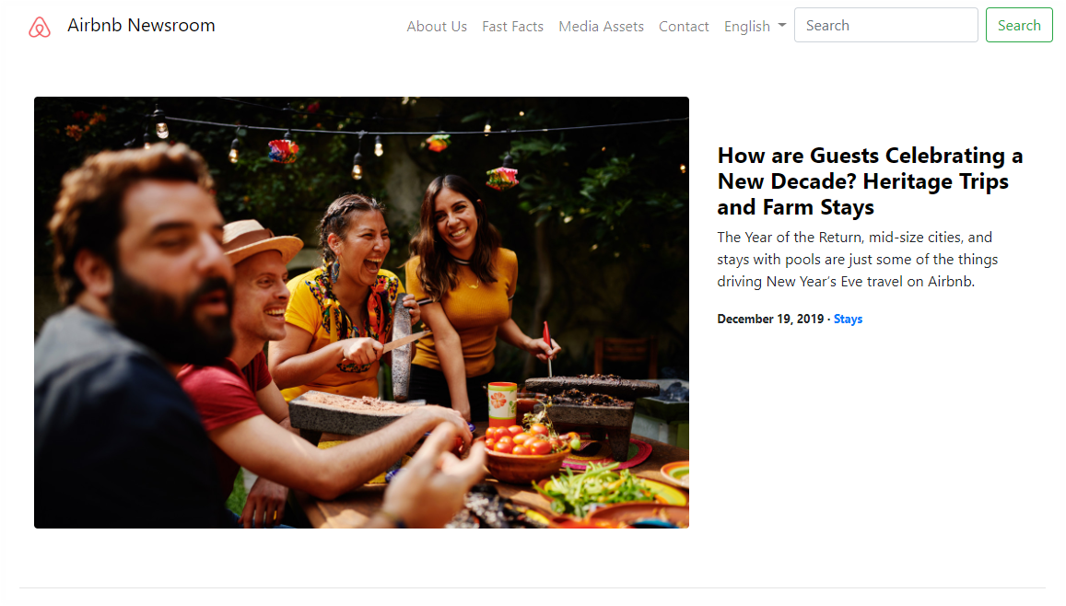 Airbnb Newsroom
About Us Fast Facts Media Assets Contact English Search Search
How are Guests Celebrating a
New Decade? Heritage Trips
and Farm Stays
The Year of the Return, mid-size cities, and
stays with pools are just some of the things
driving New Year’s Eve travel on Airbnb.
December 19, 2019 · Stays